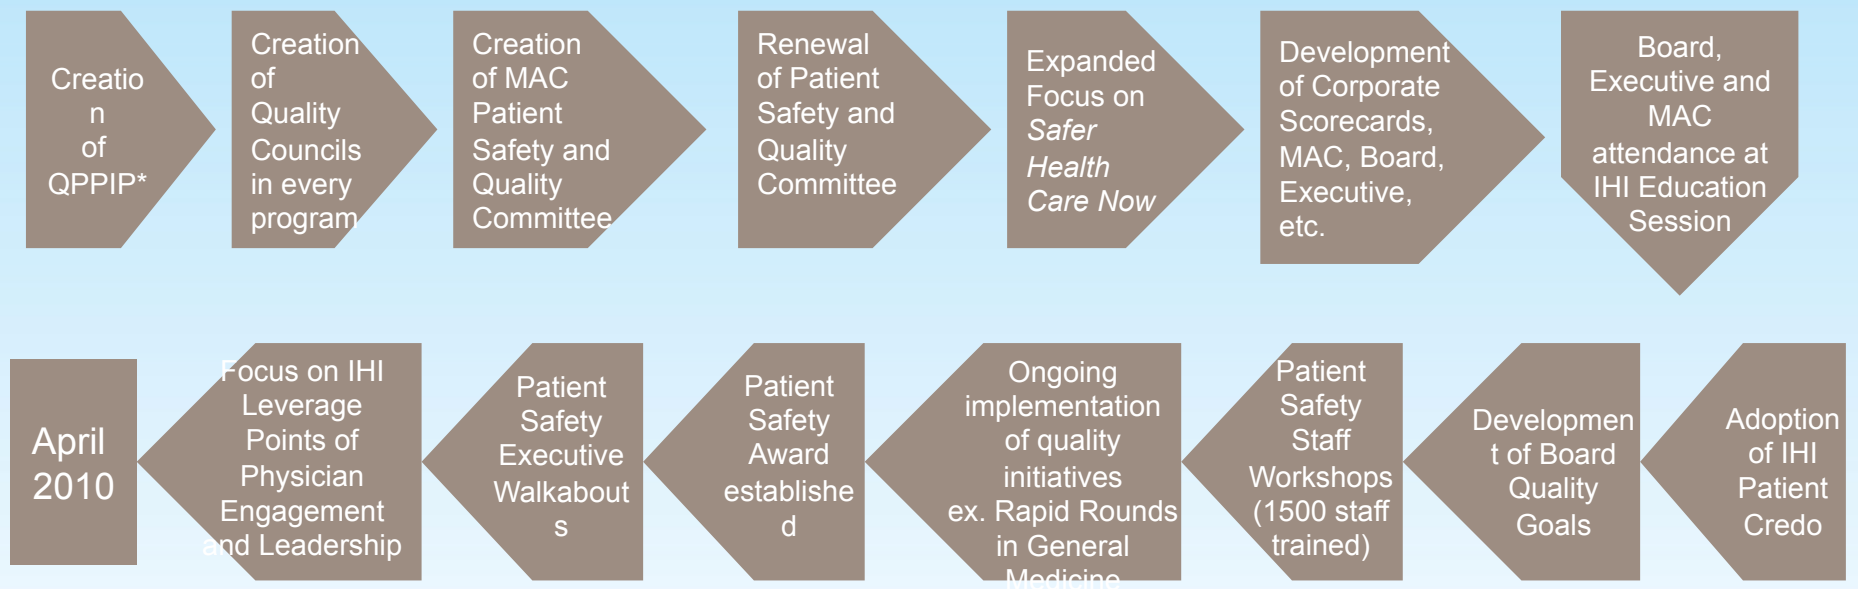 Creatio
n
of
QPPIP*
Creation
of
Quality
Councils
in every
program
Creation
of MAC
Patient
Safety and
Quality
Committee
Renewal
of Patient
Safety and
Quality
Committee
Expanded
Focus on
Safer
Health
Care Now
Development
of Corporate
Scorecards,
MAC, Board,
Executive,
etc.
Board,
Executive and
MAC
attendance at
IHI Education
Session
April
2010
Focus on IHI
Leverage
Points of
Physician
Engagement
and Leadership
Patient
Safety
Executive
Walkabout
s
Patient
Safety
Award
establishe
d
Ongoing
implementation
of quality
initiatives
ex. Rapid Rounds
in General
Medicine
Patient
Safety
Staff
Workshops
(1500 staff
trained)
Developmen
t of Board
Quality
Goals
Adoption
of IHI
Patient
Credo